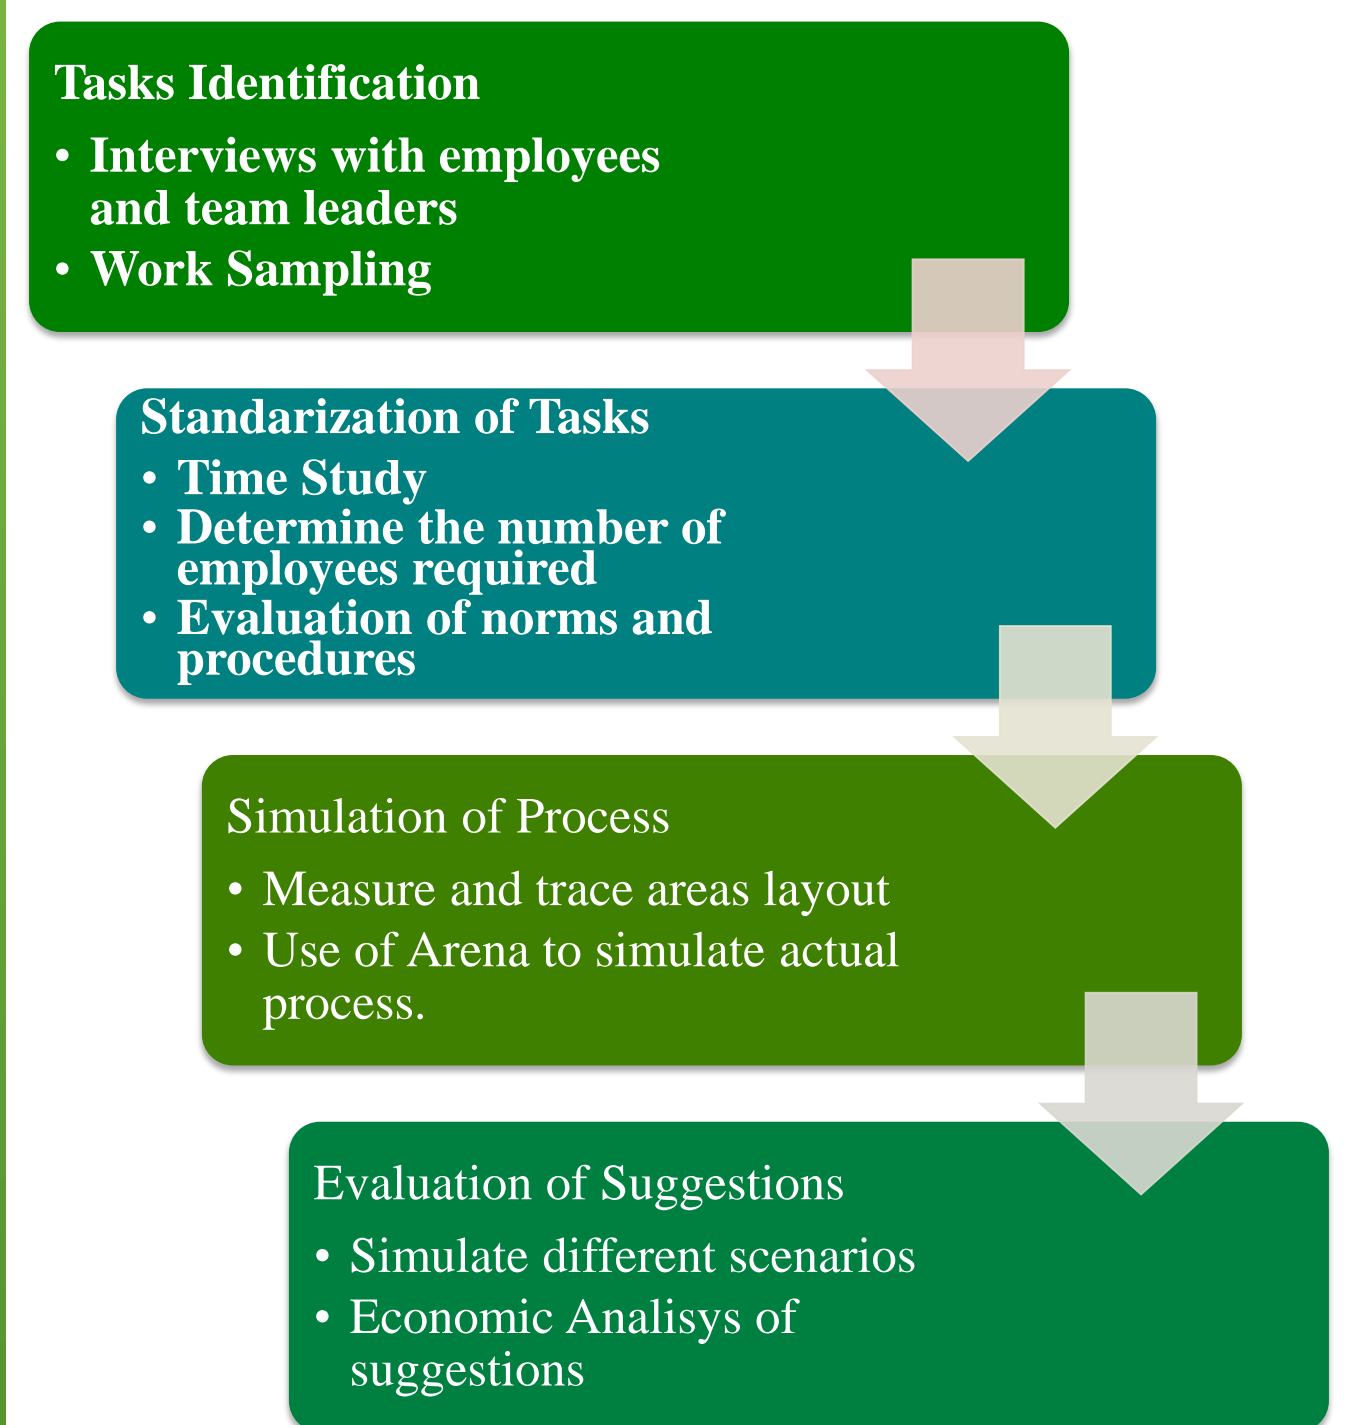 Tasks Identification
• Interviews with employees
and team leaders
• Work Sampling
Standarization of Tasks
• Time Study
• Determine the number of
employees required
• Evaluation of norms and
procedures
Simulation of Process
• Measure and trace areas layout
• Use of Arena to simulate actual
process.
Evaluation of Suggestions
• Simulate different scenarios
• Economic Analisys of
suggestions